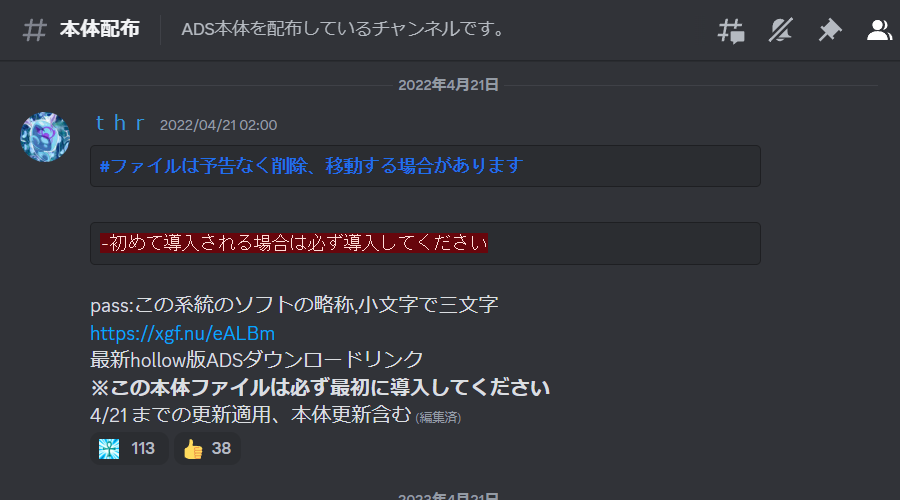 # 本体配布 ADS本体を配布しているチャンネルです。
2022年4月21日
ｔｈｒ 2022/04/21 02:00
#ファイルは予告なく削除、移動する場合があります
-初めて導入される場合は必ず導入してください
pass:この系統のソフトの略称,小文字で三文字
https://xgf.nu/eALBm
最新hollow版ADSダウンロードリンク
※この本体ファイルは必ず最初に導入してください
4/21までの更新適用、本体更新含む (編集済)
113 38